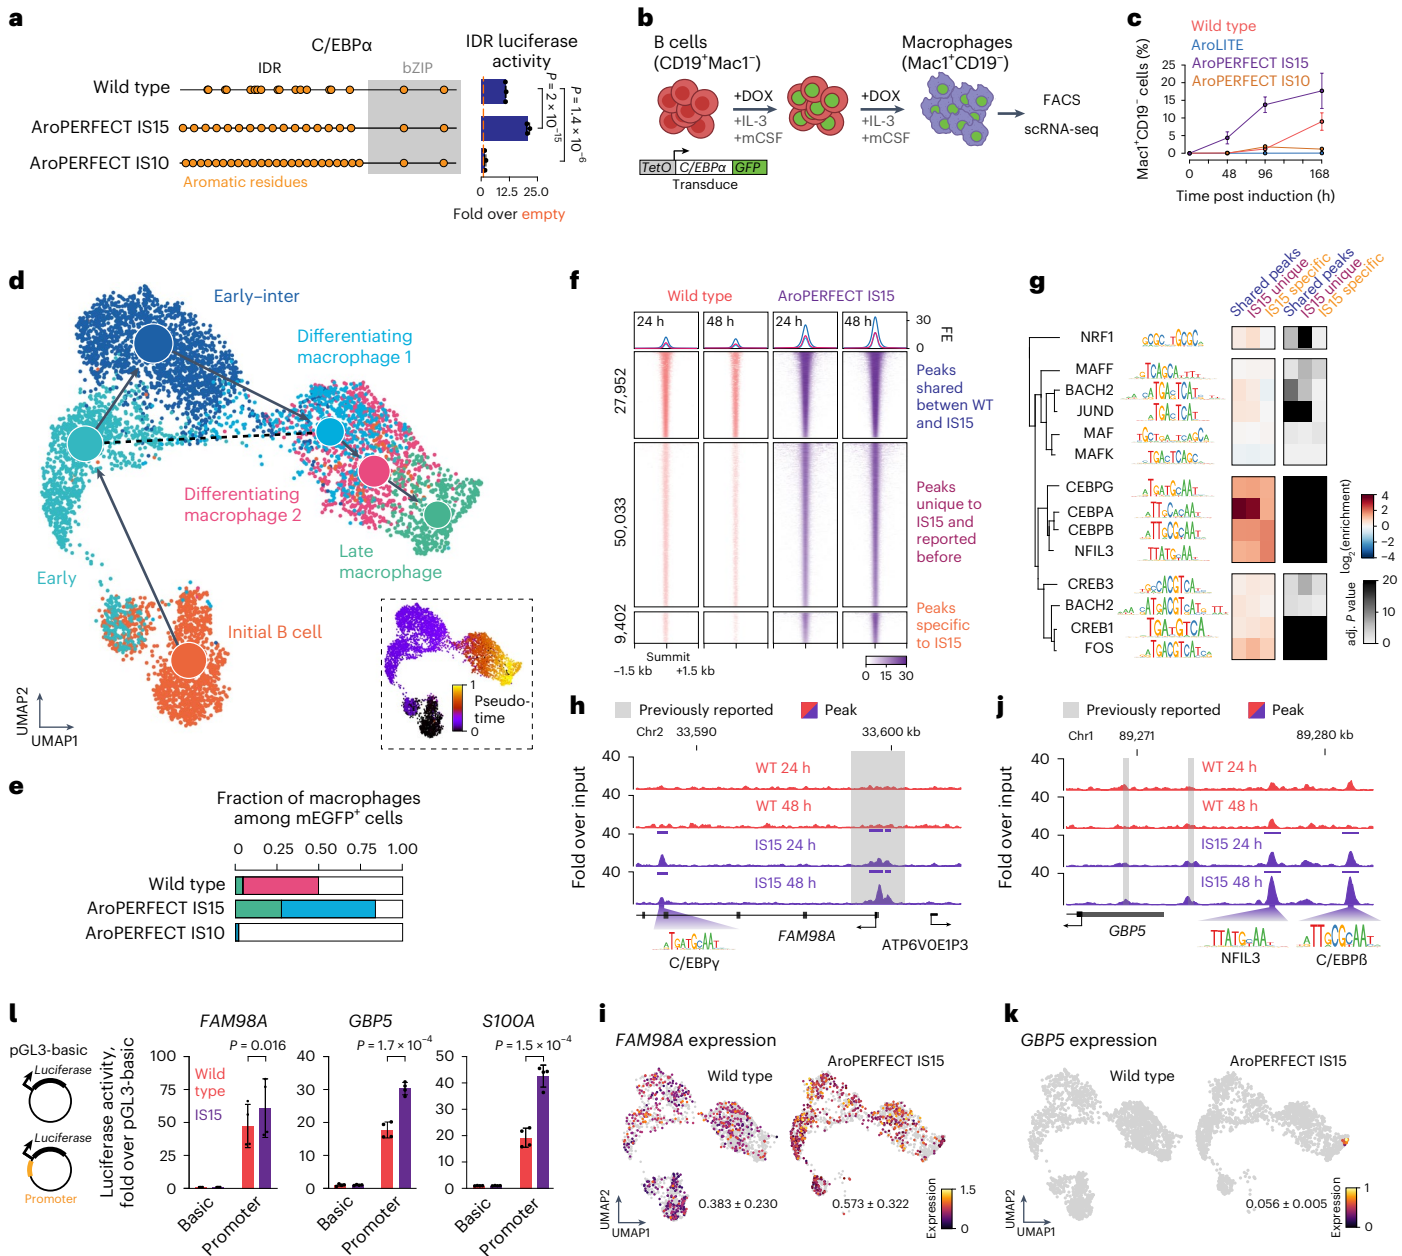 a
C/EBPα
IDR
bZIP
Wild type
AroPERFECT IS15
AroPERFECT IS10
Aromatic residues
IDR luciferase
activity
P = 2 × 10⁻¹⁵
P = 1.4 × 10⁻⁶
0 12.5 25.0
Fold over empty
b
B cells
(CD19⁺Mac1⁻)
Macrophages
(Mac1⁺CD19⁻)
+DOX
+IL-3
+mCSF
+DOX
+IL-3
+mCSF
FACS
scRNA-seq
TetO C/EBPα GFP
Transduce
c
Wild type
AroLITE
AroPERFECT IS15
AroPERFECT IS10
Mac1⁺CD19⁻ cells (%)
25
20
15
10
5
0
0 48 96 168
Time post induction (h)
d
Early–inter
Differentiating
macrophage 1
Differentiating
macrophage 2
Late
macrophage
Early
Initial B cell
1
0
Pseudo-
time
UMAP2
UMAP1
e
Fraction of macrophages
among mEGFP⁺ cells
0 0.25 0.50 1.00
Wild type
AroPERFECT IS15
AroPERFECT IS10
f
Wild type
AroPERFECT IS15
24 h
48 h
24 h
48 h
30
0
FE
27,952
50,033
9,402
Peaks
shared
betwen WT
and IS15
Peaks
unique to
IS15 and
reported
before
Peaks
specific
to IS15
Summit
−1.5 kb +1.5 kb
0 15 30
g
Shared peaks
IS15 unique
IS15 specific
Shared peaks
IS15 unique
IS15 specific
NRF1
MAFF
BACH2
JUND
MAF
MAFK
CEBPG
CEBPA
CEBPB
NFIL3
CREB3
BACH2
CREB1
FOS
log₂(enrichment)
4
2
0
−2
−4
adj. P value
20
10
0
h
Previously reported
Peak
Chr2
33,590
33,600 kb
Fold over input
40
WT 24 h
40
WT 48 h
40
IS15 24 h
40
IS15 48 h
FAM98A
ATP6V0E1P3
C/EBPγ
j
Previously reported
Peak
Chr1
89,271
89,280 kb
Fold over input
40
WT 24 h
40
WT 48 h
40
IS15 24 h
40
IS15 48 h
GBP5
NFIL3
C/EBPß
l
pGL3-basic
Luciferase
Luciferase
Promoter
Luciferase activity,
fold over pGL3-basic
FAM98A
P = 0.016
Wild
type
IS15
100
75
50
25
0
Basic
Promoter
GBP5
P = 1.7 × 10⁻⁴
40
30
20
10
0
Basic
Promoter
S100A
P = 1.5 × 10⁻⁴
50
40
30
20
10
0
Basic
Promoter
i
FAM98A expression
Wild type
AroPERFECT IS15
0.383 ± 0.230
0.573 ± 0.322
UMAP2
UMAP1
Expression
1.5
0
k
GBP5 expression
Wild type
AroPERFECT IS15
0.056 ± 0.005
UMAP2
UMAP1
Expression
1
0